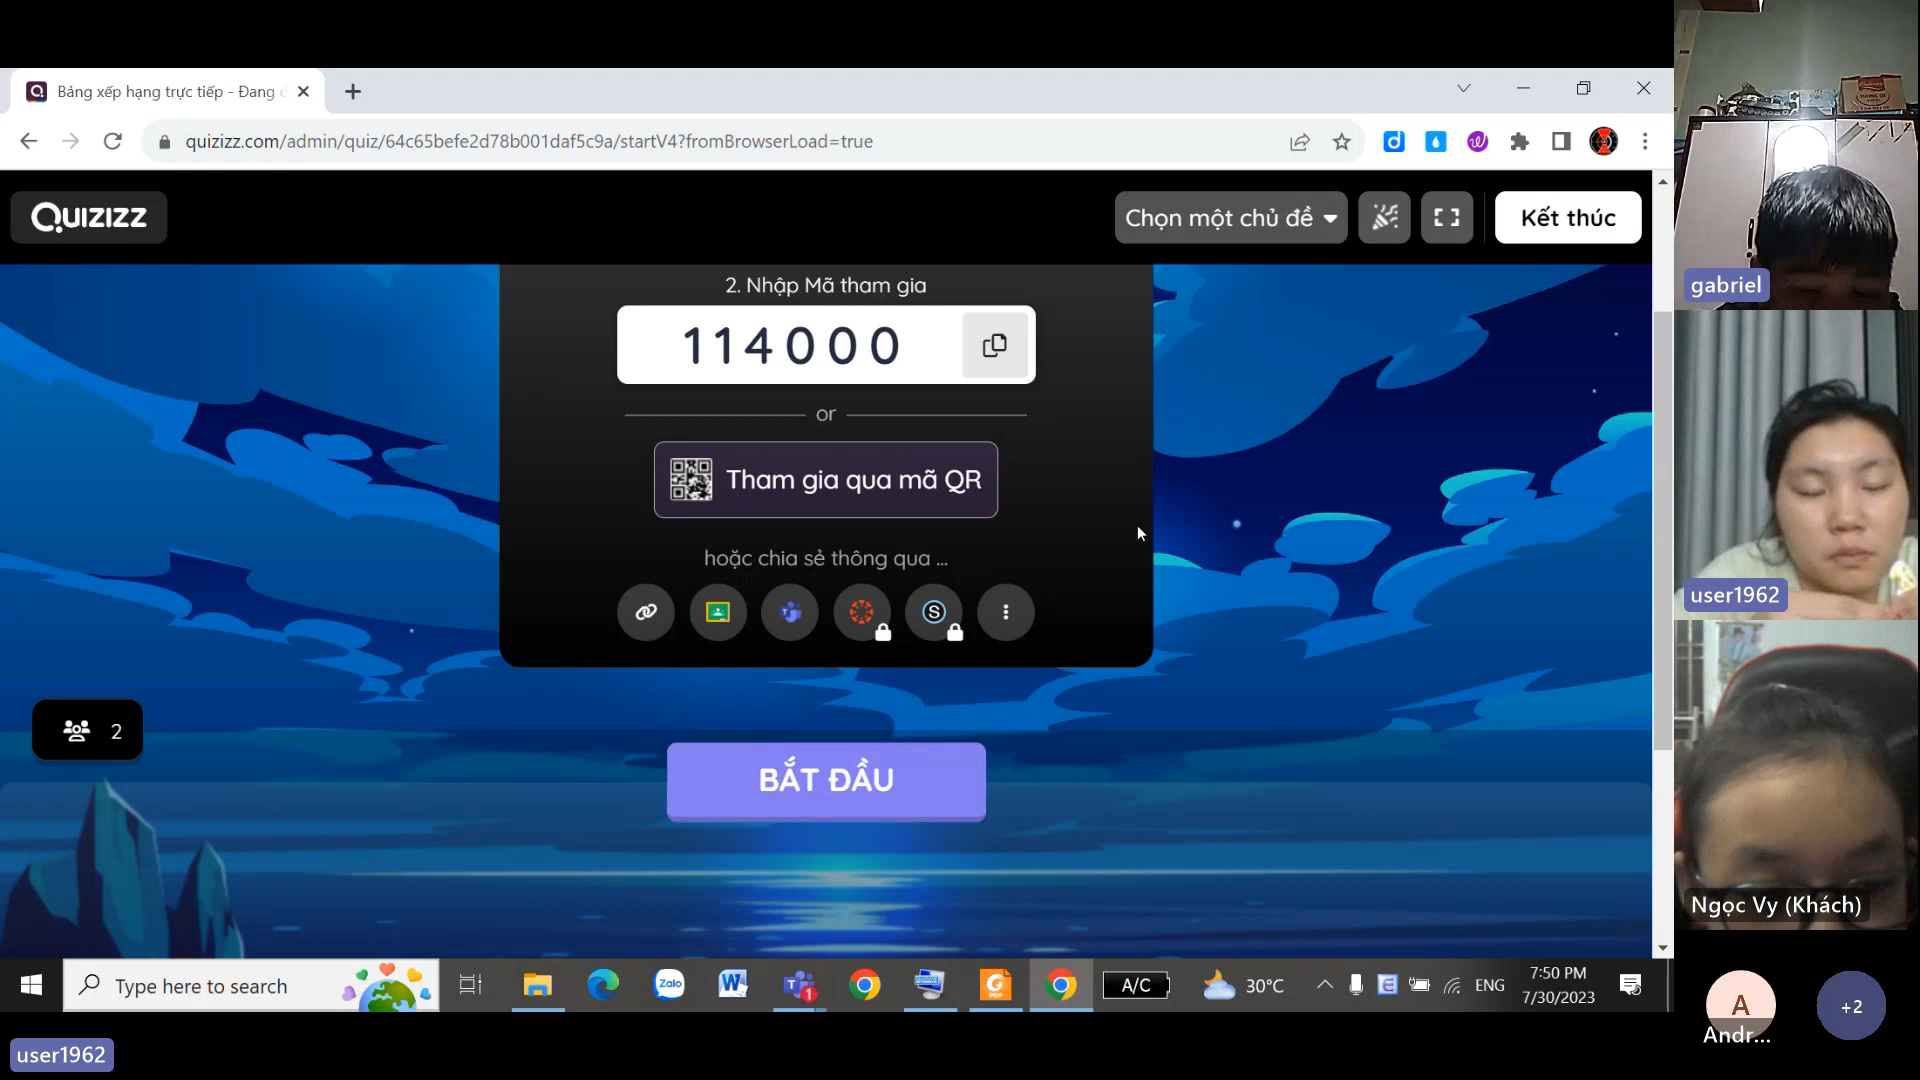 Bảng xếp hạng trực tiếp - Đang
quizizz.com/admin/quiz/64c65befe2d78b001daf5c9a/startV4?fromBrowserLoad=true
QUIZIZZ
Chọn một chủ đề
Kết thúc
2. Nhập Mã tham gia
114000
or
Tham gia qua mã QR
hoặc chia sẻ thông qua ...
2
BẮT ĐẦU
gabriel
user1962
Ngọc Vy (Khách)
A
Andr...
+2
Type here to search
Zalo
1
A/C
30°C
ENG
7:50 PM
7/30/2023
user1962